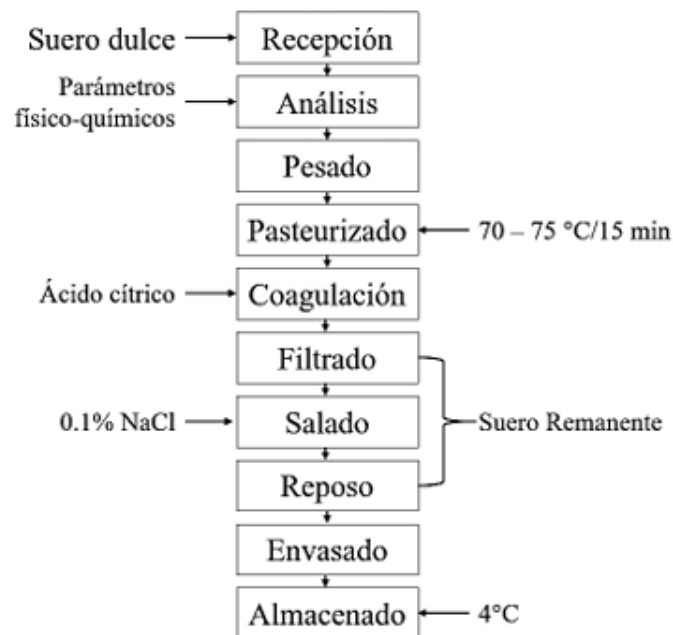 Suero dulce
Recepción
Parámetros
físico-químicos
Análisis
Pesado
Pasteurizado
70 – 75 °C/15 min
Ácido cítrico
Coagulación
Filtrado
0.1% NaCl
Salado
Suero Remanente
Reposo
Envasado
Almacenado
4°C